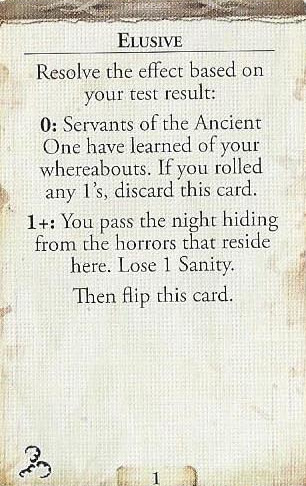 ELUSIVE
Resolve the effect based on
your test result:
0: Servants of the Ancient
One have learned of your
whereabouts. If you rolled
any 1's, discard this card.
1+: You pass the night hiding
from the horrors that reside
here. Lose 1 Sanity.
Then flip this card.
1